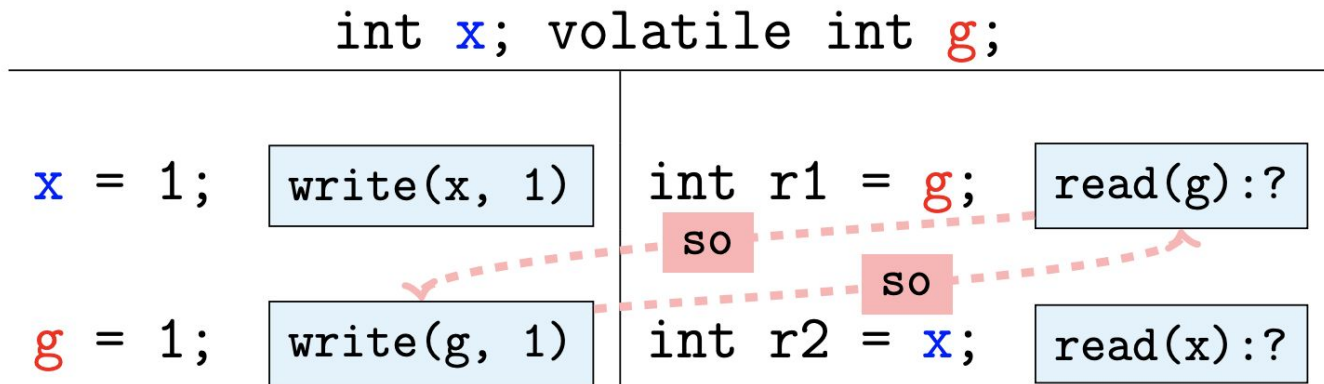 int x; volatile int g;
x = 1; write(x, 1) int r1 = g; read(g):?
so
so
g = 1; write(g, 1) int r2 = x; read(x):?